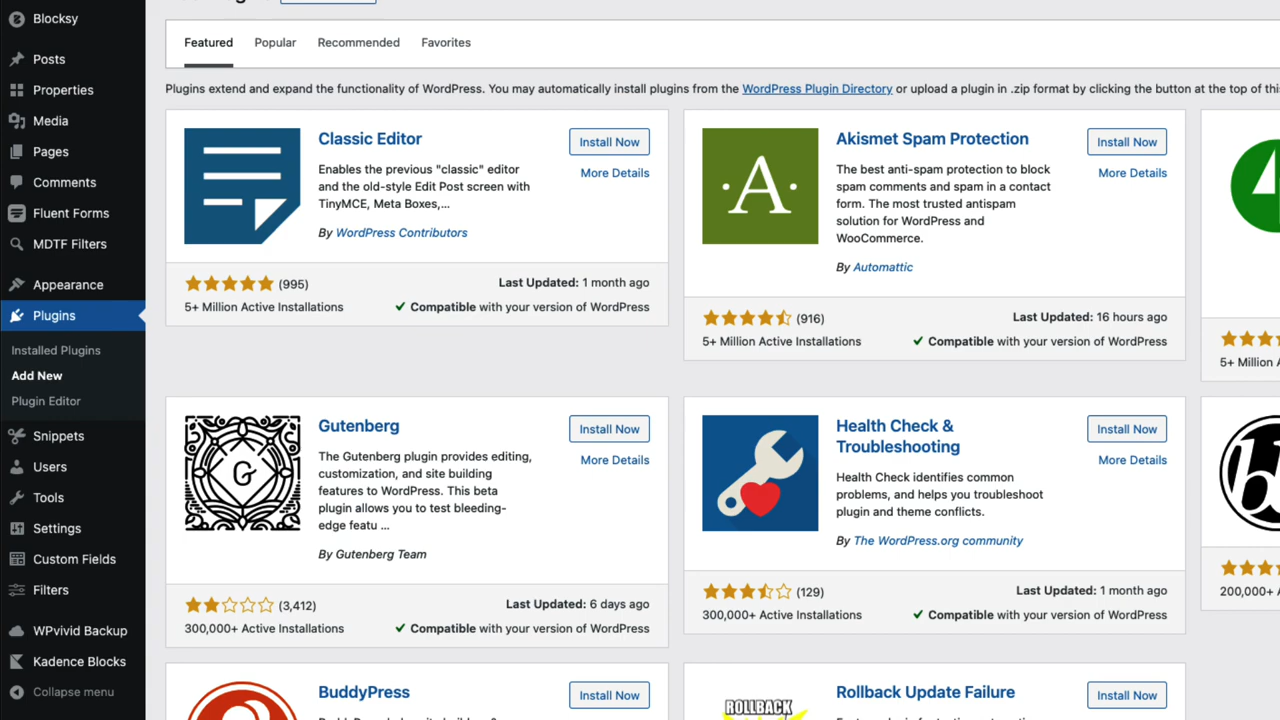 Blocksy
Posts
Properties
Media
Pages
Comments
Fluent Forms
MDTF Filters
Appearance
Plugins
Installed Plugins
Add New
Plugin Editor
Snippets
Users
Tools
Settings
Custom Fields
Filters
WPvivid Backup
Kadence Blocks
Collapse menu
Featured Popular Recommended Favorites
Plugins extend and expand the functionality of WordPress. You may automatically install plugins from the WordPress Plugin Directory or upload a plugin in .zip format by clicking the button at the top of this
Classic Editor
Install Now
More Details
Enables the previous "classic" editor
and the old-style Edit Post screen with
TinyMCE, Meta Boxes,...
By WordPress Contributors
(995)
Last Updated: 1 month ago
5+ Million Active Installations
Compatible with your version of WordPress
A
Akismet Spam Protection
Install Now
More Details
The best anti-spam protection to block
spam comments and spam in a contact
form. The most trusted antispam
solution for WordPress and
WooCommerce.
By Automattic
(916)
Last Updated: 16 hours ago
5+ Million Active Installations
Compatible with your version of WordPress
5+ Million A
G
Gutenberg
Install Now
More Details
The Gutenberg plugin provides editing,
customization, and site building
features to WordPress. This beta
plugin allows you to test bleeding-
edge featu ...
By Gutenberg Team
(3,412)
Last Updated: 6 days ago
300,000+ Active Installations
Compatible with your version of WordPress
Health Check &
Troubleshooting
Install Now
More Details
Health Check identifies common
problems, and helps you troubleshoot
plugin and theme conflicts.
By The WordPress.org community
(129)
Last Updated: 1 month ago
300,000+ Active Installations
Compatible with your version of WordPress
b
200,000+ A
BuddyPress
Install Now
ROLLBACK
Rollback Update Failure
Install Now